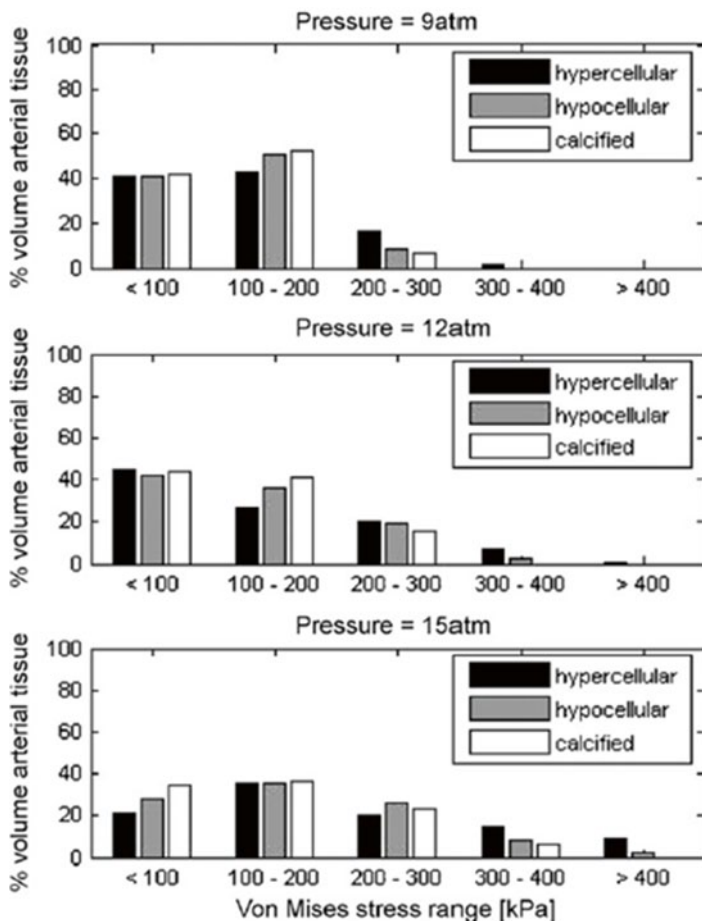 Pressure = 9atm
% volume arterial tissue
100
80
60
40
20
0
hypercellular
hypocellular
calcified
< 100 100 - 200 200 - 300 300 - 400 > 400
Pressure = 12atm
% volume arterial tissue
100
80
60
40
20
0
hypercellular
hypocellular
calcified
< 100 100 - 200 200 - 300 300 - 400 > 400
Pressure = 15atm
% volume arterial tissue
100
80
60
40
20
0
hypercellular
hypocellular
calcified
< 100 100 - 200 200 - 300 300 - 400 > 400
Von Mises stress range [kPa]